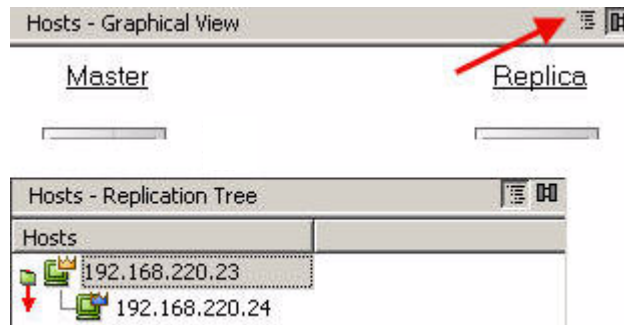 Hosts - Graphical View
Master Replica
Hosts - Replication Tree
Hosts
192.168.220.23
192.168.220.24